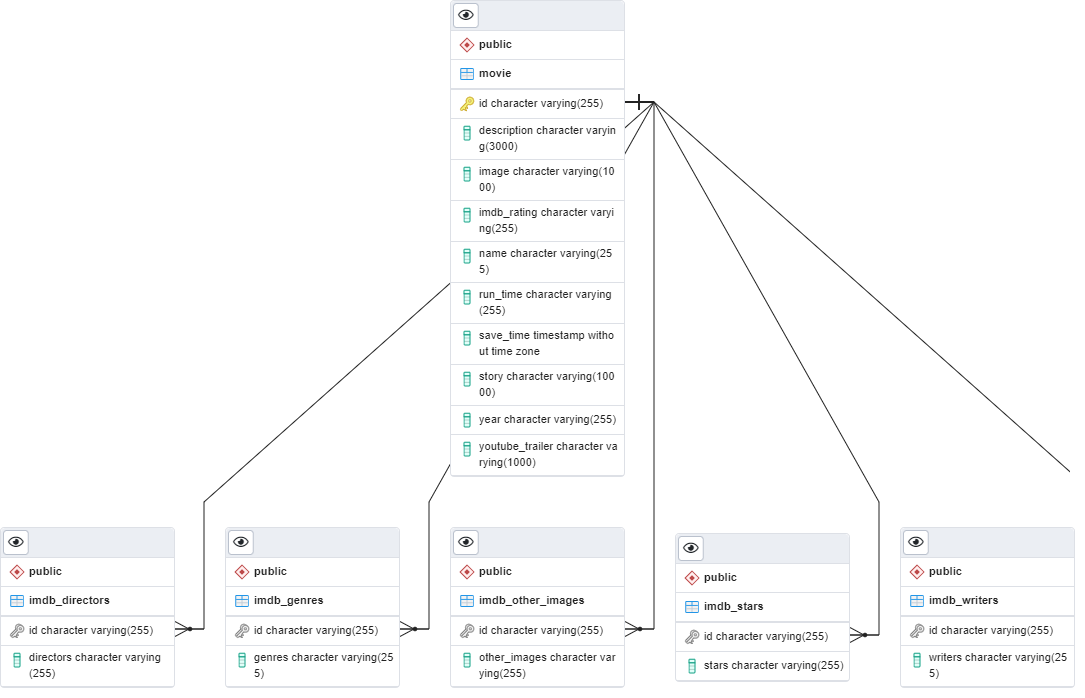 public
movie
id character varying(255)
description character varyin
g(3000)
image character varying(10
00)
imdb_rating character varyi
ng(255)
name character varying(25
5)
run_time character varying
(255)
save_time timestamp witho
ut time zone
story character varying(100
00)
year character varying(255)
youtube_trailer character va
rying(1000)
public
imdb_directors
id character varying(255)
directors character varying
(255)
public
imdb_genres
id character varying(255)
genres character varying(25
5)
public
imdb_other_images
id character varying(255)
other_images character var
ying(255)
public
imdb_stars
id character varying(255)
stars character varying(255)
public
imdb_writers
id character varying(255)
writers character varying(25
5)